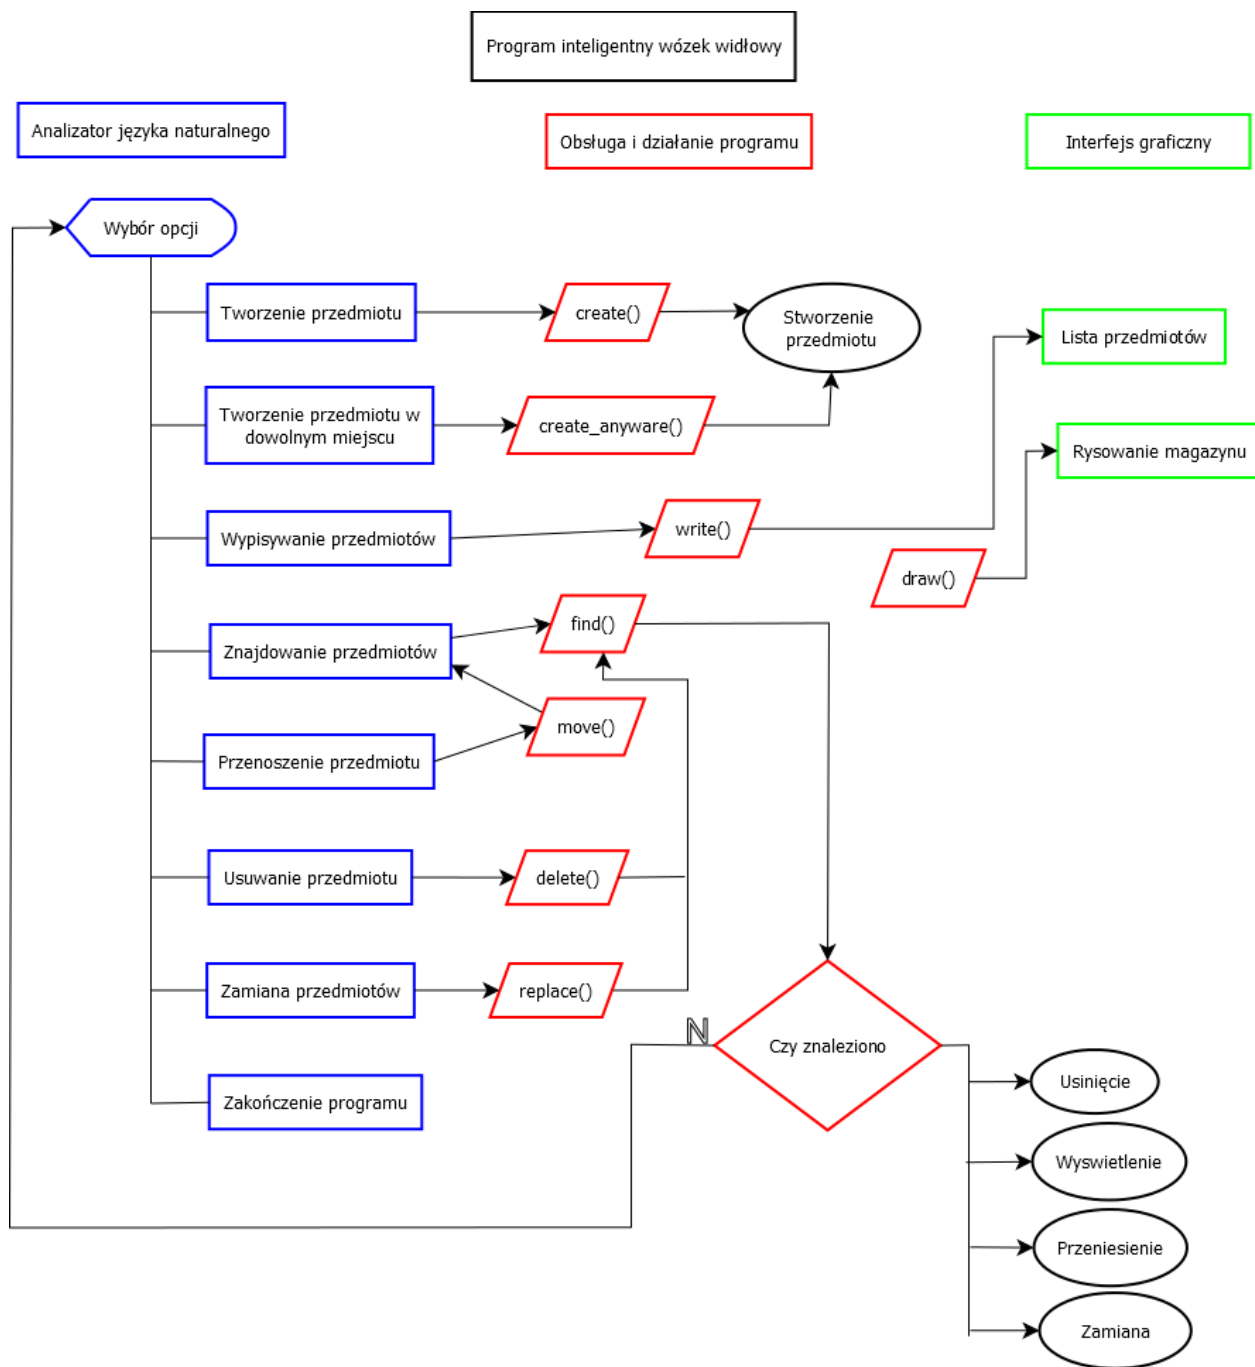 Program inteligentny wózek widłowy
Analizator języka naturalnego
Obsługa i działanie programu
Interfejs graficzny
Wybór opcji
Tworzenie przedmiotu
create()
Stworzenie
przedmiotu
Lista przedmiotów
Tworzenie przedmiotu w
dowolnym miejscu
create_anyware()
Rysowanie magazynu
Wypisywanie przedmiotów
write()
draw()
Znajdowanie przedmiotów
find()
move()
Przenoszenie przedmiotu
Usuwanie przedmiotu
delete()
Zamiana przedmiotów
replace()
N
Czy znaleziono
Zakończenie programu
Usinięcie
Wyswietlenie
Przeniesienie
Zamiana